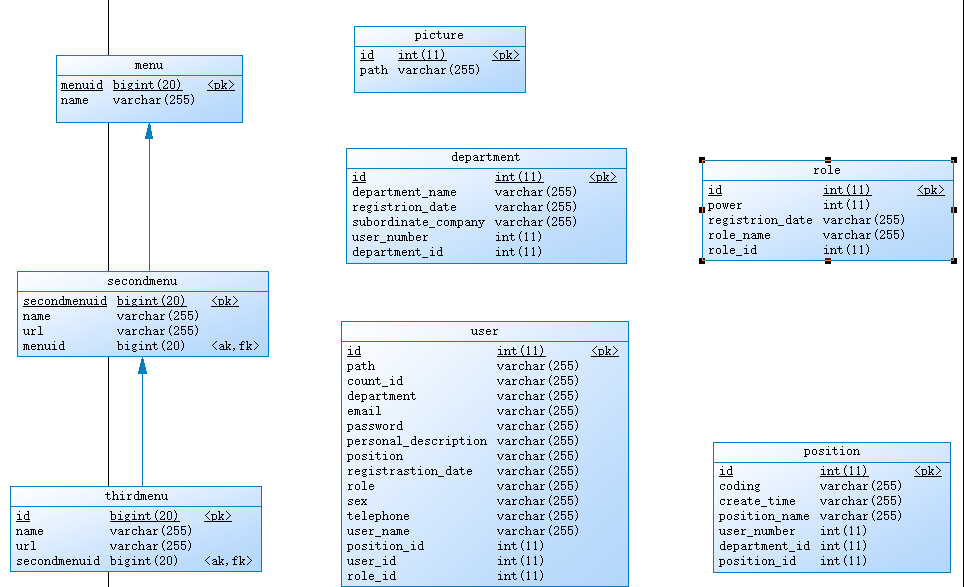 menu
menuid bigint(20) <pk>
name varchar(255)
secondmenu
secondmenuid bigint(20) <pk>
name varchar(255)
url varchar(255)
menuid bigint(20) <ak,fk>
thirdmenu
id bigint(20) <pk>
name varchar(255)
url varchar(255)
secondmenuid bigint(20) <ak,fk>
picture
id int(11) <pk>
path varchar(255)
department
id int(11) <pk>
department_name varchar(255)
registrion_date varchar(255)
subordinate_company varchar(255)
user_number int(11)
department_id int(11)
user
id int(11) <pk>
path varchar(255)
count_id varchar(255)
department varchar(255)
email varchar(255)
password varchar(255)
personal_description varchar(255)
position varchar(255)
registrastion_date varchar(255)
role varchar(255)
sex varchar(255)
telephone varchar(255)
user_name varchar(255)
position_id int(11)
user_id int(11)
role_id int(11)
role
id int(11) <pk>
power int(11)
registrion_date varchar(255)
role_name varchar(255)
role_id int(11)
position
id int(11) <pk>
coding varchar(255)
create_time varchar(255)
position_name varchar(255)
user_number int(11)
department_id int(11)
position_id int(11)